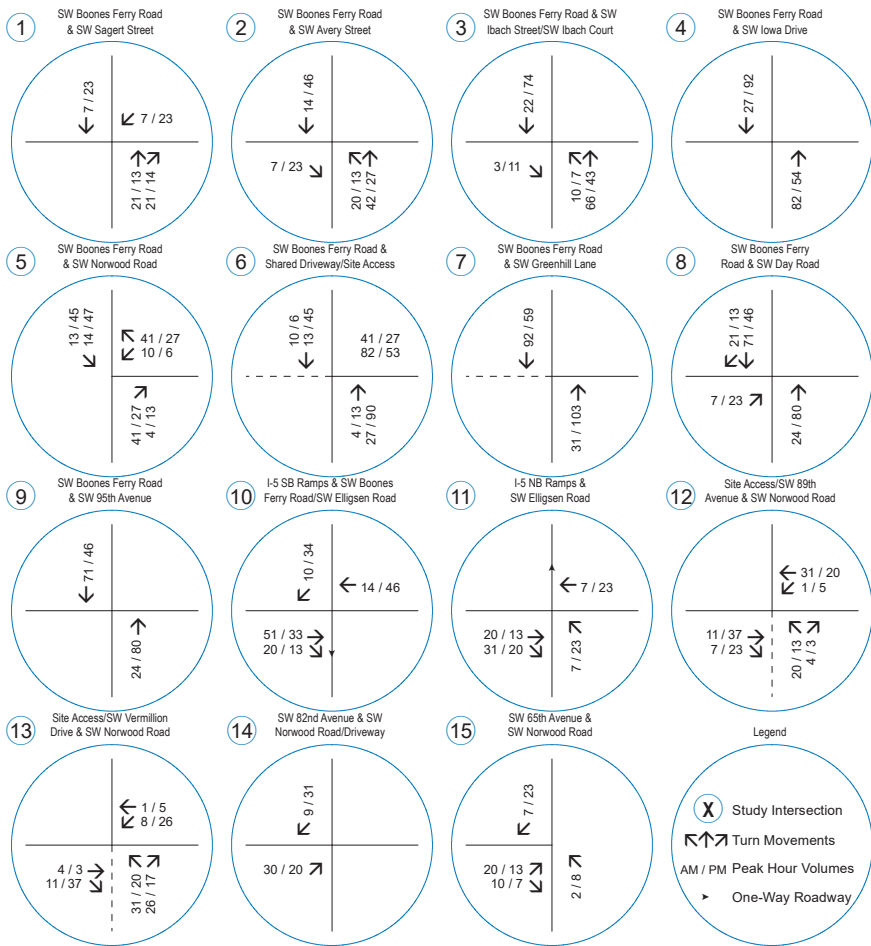 1
SW Boones Ferry Road
& SW Sagert Street
7 / 23
7 / 23
21 / 13
21 / 14
2
SW Boones Ferry Road
& SW Avery Street
14 / 46
7 / 23
20 / 13
42 / 27
3
SW Boones Ferry Road & SW
Ibach Street/SW Ibach Court
22 / 74
3 / 11
10 / 7
66 / 43
4
SW Boones Ferry Road
& SW Iowa Drive
27 / 92
82 / 54
5
SW Boones Ferry Road
& SW Norwood Road
13 / 45
14 / 47
41 / 27
10 / 6
41 / 27
4 / 13
6
SW Boones Ferry Road &
Shared Driveway/Site Access
10 / 6
13 / 45
41 / 27
82 / 53
4 / 13
27 / 90
7
SW Boones Ferry Road
& SW Greenhill Lane
92 / 59
31 / 103
8
SW Boones Ferry
Road & SW Day Road
21 / 13
71 / 46
7 / 23
24 / 80
9
SW Boones Ferry Road
& SW 95th Avenue
71 / 46
24 / 80
10
I-5 SB Ramps & SW Boones
Ferry Road/SW Elligsen Road
10 / 34
14 / 46
51 / 33
20 / 13
11
I-5 NB Ramps &
SW Elligsen Road
7 / 23
20 / 13
31 / 20
7 / 23
12
Site Access/SW 89th
Avenue & SW Norwood Road
31 / 20
1 / 5
11 / 37
7 / 23
20 / 13
4 / 3
13
Site Access/SW Vermillion
Drive & SW Norwood Road
1 / 5
8 / 26
4 / 3
11 / 37
31 / 20
26 / 17
14
SW 82nd Avenue & SW
Norwood Road/Driveway
9 / 31
30 / 20
15
SW 65th Avenue &
SW Norwood Road
7 / 23
20 / 13
10 / 7
2 / 8
Legend
X Study Intersection
Turn Movements
AM / PM Peak Hour Volumes
One-Way Roadway